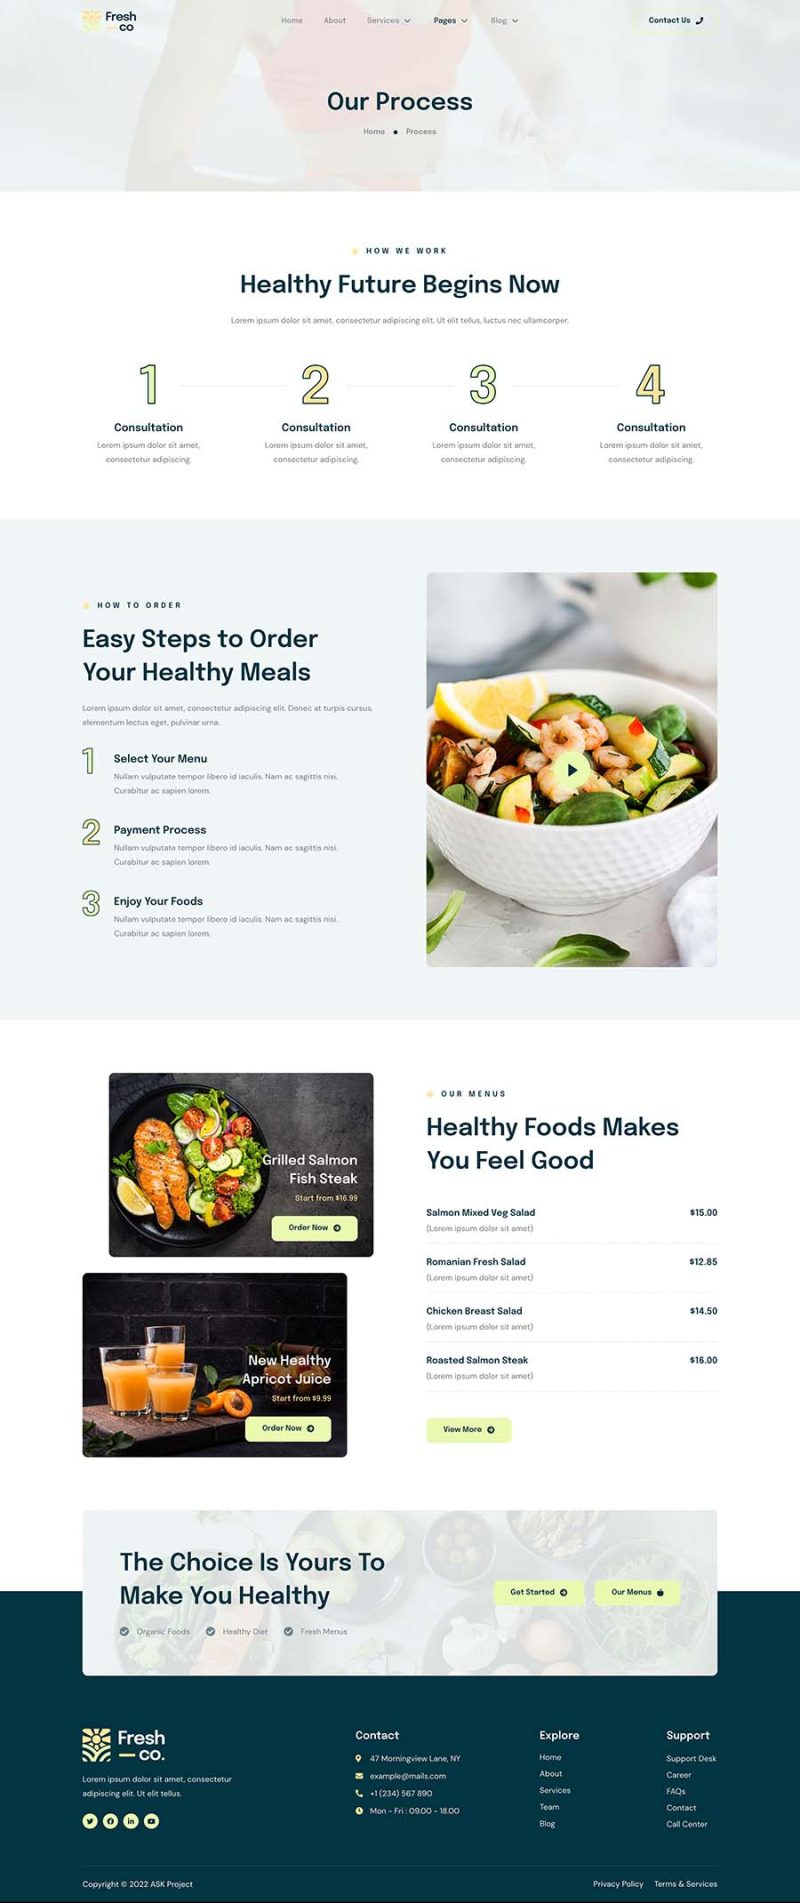 Fresh
co
Home About Services Pages Blog
Contact Us
Our Process
Home Process
HOW WE WORK
Healthy Future Begins Now
Lorem ipsum dolor sit amet, consectetur adipiscing elit. Ut elit tellus, luctus nec ullamcorper.
1 2 3 4
Consultation Consultation Consultation Consultation
Lorem ipsum dolor sit amet, Lorem ipsum dolor sit amet, Lorem ipsum dolor sit amet, Lorem ipsum dolor sit amet,
consectetur adipiscing. consectetur adipiscing. consectetur adipiscing. consectetur adipiscing.
HOW TO ORDER
Easy Steps to Order
Your Healthy Meals
Lorem ipsum dolor sit amet, consectetur adipiscing elit. Donec at turpis cursus,
elementum lectus eget, pulvinar urna.
1 Select Your Menu
Nullam vulputate tempor libero id iaculis. Nam ac sagittis nisi.
Curabitur ac sapien lorem.
2 Payment Process
Nullam vulputate tempor libero id iaculis. Nam ac sagittis nisi.
Curabitur ac sapien lorem.
3 Enjoy Your Foods
Nullam vulputate tempor libero id iaculis. Nam ac sagittis nisi.
Curabitur ac sapien lorem.
Grilled Salmon
Fish Steak
Start from $16.99
Order Now
New Healthy
Apricot Juice
Start from $9.99
Order Now
OUR MENUS
Healthy Foods Makes
You Feel Good
Salmon Mixed Veg Salad $15.00
(Lorem ipsum dolor sit amet)
Romanian Fresh Salad $12.85
(Lorem ipsum dolor sit amet)
Chicken Breast Salad $14.50
(Lorem ipsum dolor sit amet)
Roasted Salmon Steak $16.00
(Lorem ipsum dolor sit amet)
View More
The Choice Is Yours To
Make You Healthy
Organic Foods Healthy Diet Fresh Menus
Get Started Our Menus
Fresh
co.
Lorem ipsum dolor sit amet, consectetur
adipiscing elit. Ut elit tellus.
Contact
47 Morningview Lane, NY
example@mails.com
+1 (234) 567 890
Mon - Fri : 09.00 - 18.00
Explore
Home
About
Services
Team
Blog
Support
Support Desk
Career
FAQs
Contact
Call Center
Copyright © 2022 ASK Project
Privacy Policy Terms & Services